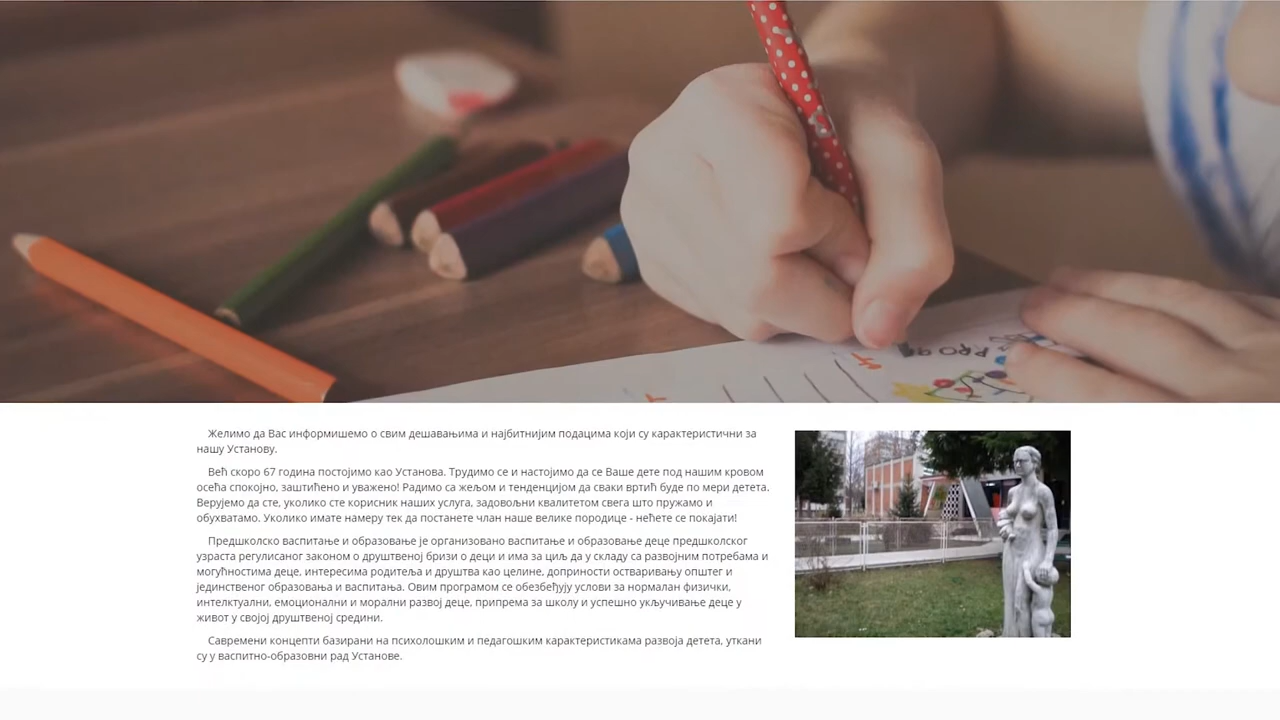 Желимо да Вас информишемо о свим дешавањима и најбитнијим подацима који су карактеристични за
нашу Установу.
Већ скоро 67 година постојимо као Установа. Трудимо се и настојимо да се Ваше дете под нашим кровом
осећа спокојно, заштићено и уважено! Радимо са жељом и тенденцијом да сваки вртић буде по мери детета.
Верујемо да сте, уколико сте корисник наших услуга, задовољни квалитетом свега што пружамо и
обухватамо. Уколико имате намеру тек да постанете члан наше велике породице - нећете се покајати!
Предшколско васпитање и образовање је организовано васпитање и образовање деце предшколског
узраста регулисаног законом о друштвеној бризи о деци и има за циљ да у складу са развојним потребама и
могућностима деце, интересима родитеља и друштва као целине, доприности остваривању општег и
јединственог образовања и васпитања. Овим програмом се обезбеђују услови за нормалан физички,
интелктуални, емоционални и морални развој деце, припрема за школу и успешно укључивање деце у
живот у својој друштвеној средини.
Савремени концепти базирани на психолошким и педагошким карактеристикама развоја детета, уткани
су у васпитно-образовни рад Установе.